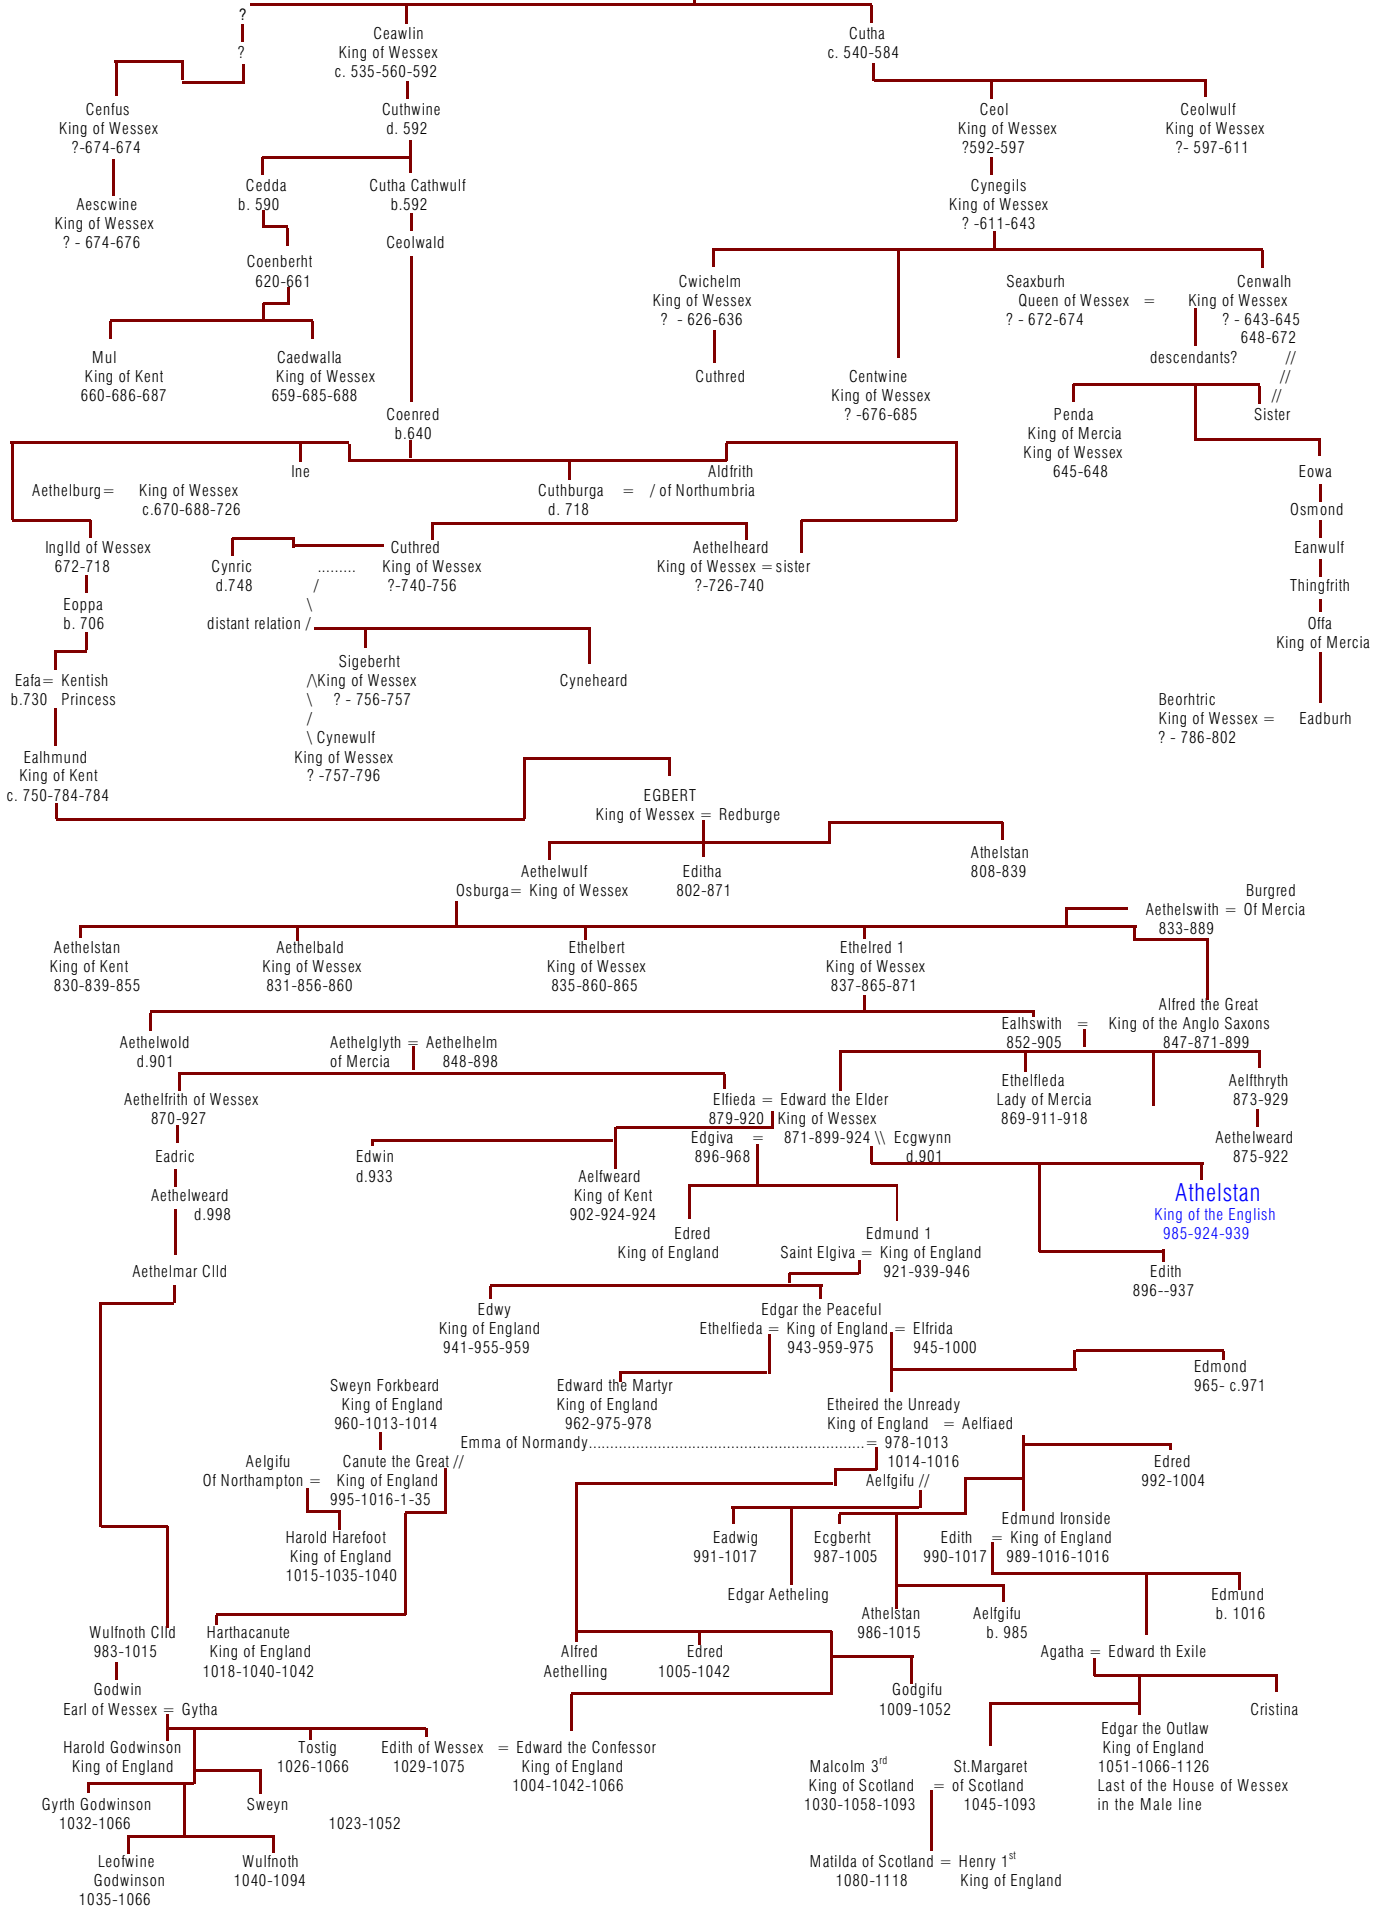 ?
?
Ceawlin
King of Wessex
c. 535-560-592
Cutha
c. 540-584
Cenfus
King of Wessex
?-674-674
Cuthwine
d. 592
Ceol
King of Wessex
?592-597
Ceolwulf
King of Wessex
?- 597-611
Aescwine
King of Wessex
? - 674-676
Cedda
b. 590
Cutha Cathwulf
b.592
Cynegils
King of Wessex
? -611-643
Ceolwald
Coenberht
620-661
Cwichelm
King of Wessex
? - 626-636
Seaxburh
Queen of Wessex =
? - 672-674
Cenwalh
King of Wessex
? - 643-645
648-672
descendants? //
//
//
Mul
King of Kent
660-686-687
Caedwalla
King of Wessex
659-685-688
Cuthred
Centwine
King of Wessex
? -676-685
Coenred
b.640
Penda
King of Mercia
King of Wessex
645-648
Sister
Ine
Aethelburg= King of Wessex
c.670-688-726
Aldfrith
Cuthburga = / of Northumbria
d. 718
Eowa
Osmond
Inglld of Wessex
672-718
Cynric
d.748
.........
/
\
distant relation /
Cuthred
King of Wessex
?-740-756
Aethelheard
King of Wessex = sister
?-726-740
Eanwulf
Thingfrith
Eoppa
b. 706
Offa
King of Mercia
Eafa= Kentish
b.730 Princess
Sigeberht
/\King of Wessex
\ ? - 756-757
/
\ Cynewulf
King of Wessex
? -757-796
Cyneheard
Beorhtric
King of Wessex = Eadburh
? - 786-802
Ealhmund
King of Kent
c. 750-784-784
EGBERT
King of Wessex = Redburge
Aethelwulf
Osburga= King of Wessex
Editha
802-871
Athelstan
808-839
Burgred
Aethelswith = Of Mercia
833-889
Aethelstan
King of Kent
830-839-855
Aethelbald
King of Wessex
831-856-860
Ethelbert
King of Wessex
835-860-865
Ethelred 1
King of Wessex
837-865-871
Alfred the Great
Ealhswith = King of the Anglo Saxons
852-905 847-871-899
Aethelwold
d.901
Aethelglyth = Aethelhelm
of Mercia 848-898
Aethelfrith of Wessex
870-927
Elfieda = Edward the Elder
879-920 King of Wessex
Edgiva = 871-899-924 \\ Ecgwynn
896-968 d.901
Ethelfleda
Lady of Mercia
869-911-918
Aelfthryth
873-929
Aethelweard
875-922
Eadric
Edwin
d.933
Aelfweard
King of Kent
902-924-924
Aethelweard
d.998
Athelstan
King of the English
985-924-939
Edred
King of England
Edmund 1
Saint Elgiva = King of England
921-939-946
Aethelmar Clld
Edith
896--937
Edwy
King of England
941-955-959
Edgar the Peaceful
Ethelfieda = King of England = Elfrida
943-959-975 945-1000
Edmond
965- c.971
Sweyn Forkbeard
King of England
960-1013-1014
Edward the Martyr
King of England
962-975-978
Etheired the Unready
King of England = Aelfiaed
Emma of Normandy................................................................= 978-1013
1014-1016
Aelgifu
Of Northampton =
Canute the Great //
King of England
995-1016-1-35
Aelfgifu //
Edred
992-1004
Harold Harefoot
King of England
1015-1035-1040
Eadwig
991-1017
Ecgberht
987-1005
Edmund Ironside
Edith = King of England
990-1017 989-1016-1016
Edgar Aetheling
Athelstan
986-1015
Aelfgifu
b. 985
Edmund
b. 1016
Wulfnoth Clld
983-1015
Harthacanute
King of England
1018-1040-1042
Alfred
Aethelling
Edred
1005-1042
Agatha = Edward th Exile
Godwin
Earl of Wessex = Gytha
Godgifu
1009-1052
Cristina
Harold Godwinson
King of England
Tostig
1026-1066
Edith of Wessex = Edward the Confessor
1029-1075 King of England
1004-1042-1066
Malcolm 3rd
King of Scotland =
1030-1058-1093
St.Margaret
of Scotland
1045-1093
Edgar the Outlaw
King of England
1051-1066-1126
Last of the House of Wessex
in the Male line
Gyrth Godwinson
1032-1066
Sweyn
1023-1052
Leofwine
Godwinson
1035-1066
Wulfnoth
1040-1094
Matilda of Scotland = Henry 1st
1080-1118 King of England